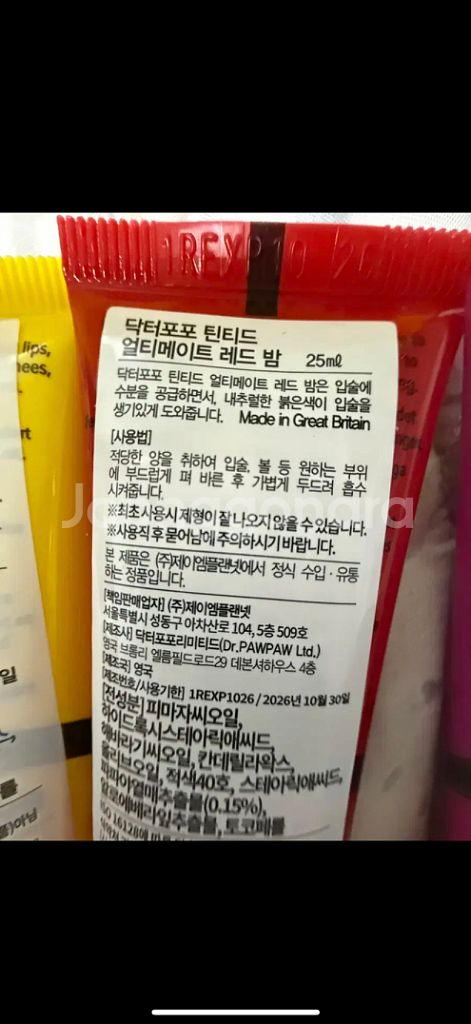 1REXP10 20
lips,
닥터포포 틴티드
얼티메이트 레드 밤 25㎖
닥터포포 틴티드 얼티메이트 레드 밤은 입술에
수분을 공급하면서, 내추럴한 붉은색이 입술을
생기있게 도와줍니다. Made in Great Britain
[사용법]
적당한 양을 취하여 입술, 볼 등 원하는 부위
에 부드럽게 펴 바른 후 가볍게 두드려 흡수
시켜줍니다.
※최초 사용시 제형이 잘 나오지 않을 수 있습니다.
※사용직 후 묻어남에 주의하시기 바랍니다.
본 제품은 (주)제이엠플랜넷에서 정식 수입·유통
하는 정품입니다.
[책임판매업자] (주)제이엠플랜넷
서울특별시 성동구 아차산로 104, 5층 509호
[제조사] 닥터포포리미티드(Dr.PAWPAW Ltd.)
영국 브롬리 엘름필드로드29 데본셔하우스 4층
[제조국] 영국
[제조번호/사용기한] 1REXP1026 / 2026년 10월 30일
[전성분] 피마자씨오일,
하이드록시스테아릭애씨드,
해바라기씨오일, 칸데릴라왁스,
올리브오일, 적색40호, 스테아릭애씨드,
파파야열매추출물(0.15%),
알로에베라잎추출물, 토코페롤
ISO 16128에